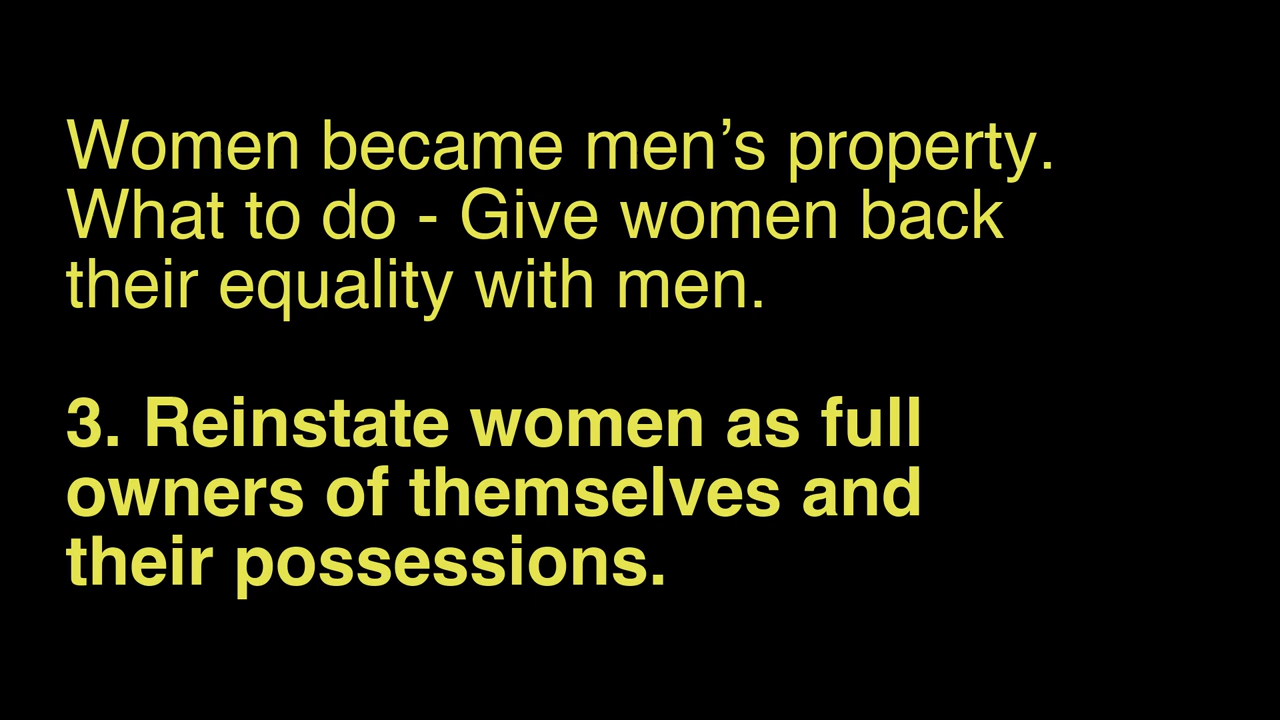 Women became men’s property.
What to do - Give women back
their equality with men.
3. Reinstate women as full
owners of themselves and
their possessions.